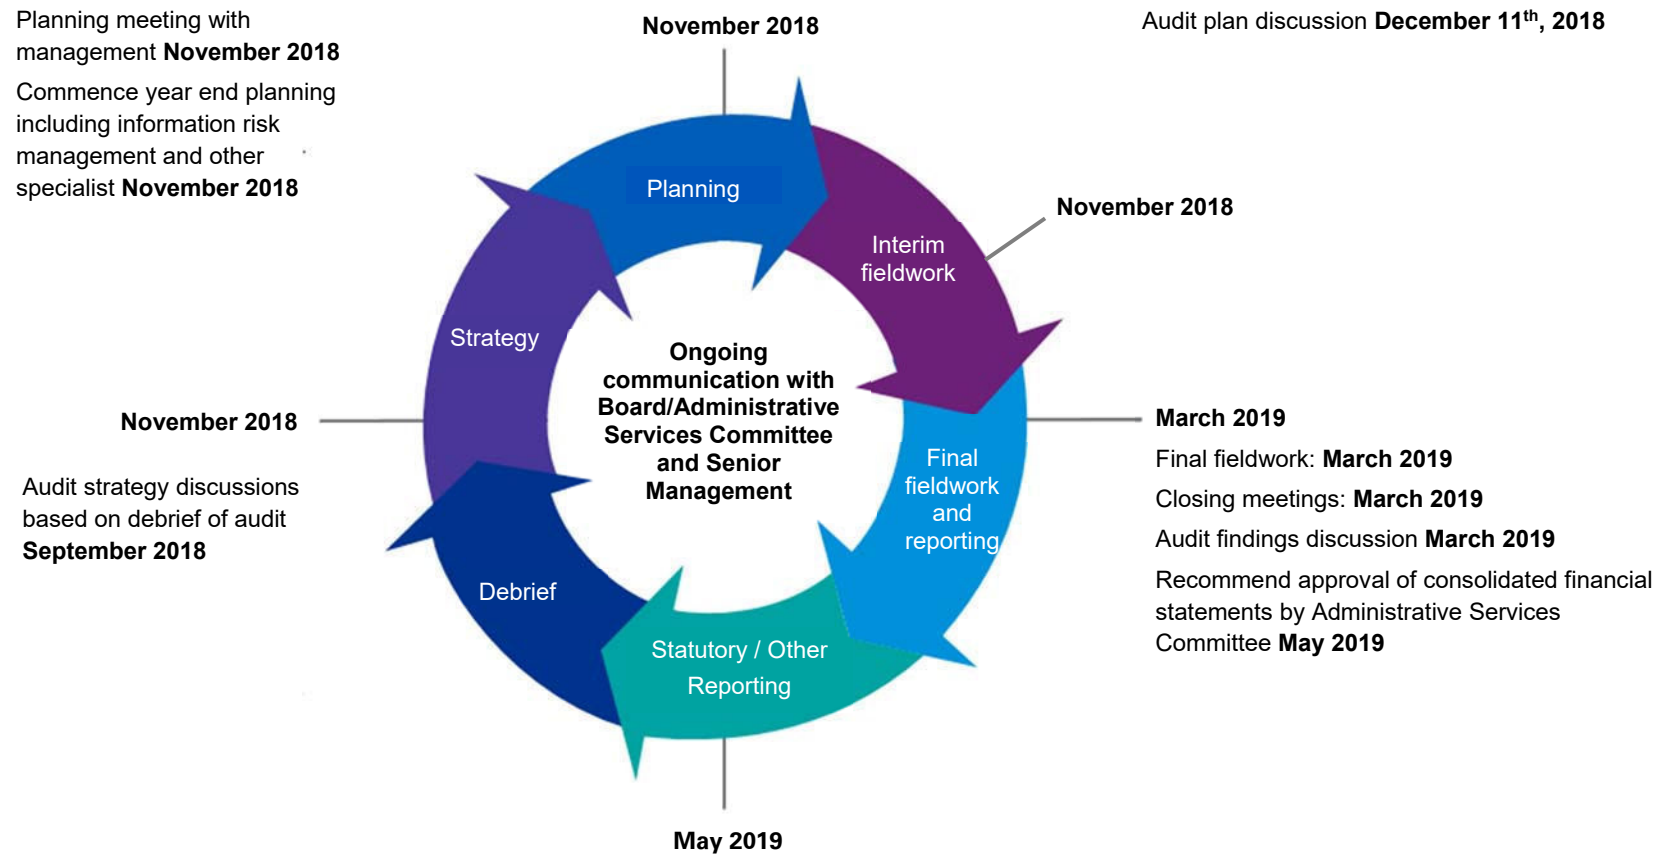 Planning meeting with
management November 2018
Commence year end planning
including information risk
management and other
specialist November 2018
November 2018
Audit plan discussion December 11th, 2018
Planning
November 2018
Interim
fieldwork
Strategy
Ongoing
communication with
Board/Administrative
Services Committee
and Senior
Management
November 2018
Audit strategy discussions
based on debrief of audit
September 2018
March 2019
Final fieldwork: March 2019
Closing meetings: March 2019
Audit findings discussion March 2019
Recommend approval of consolidated financial
statements by Administrative Services
Committee May 2019
Final
fieldwork
and
reporting
Debrief
Statutory / Other
Reporting
May 2019